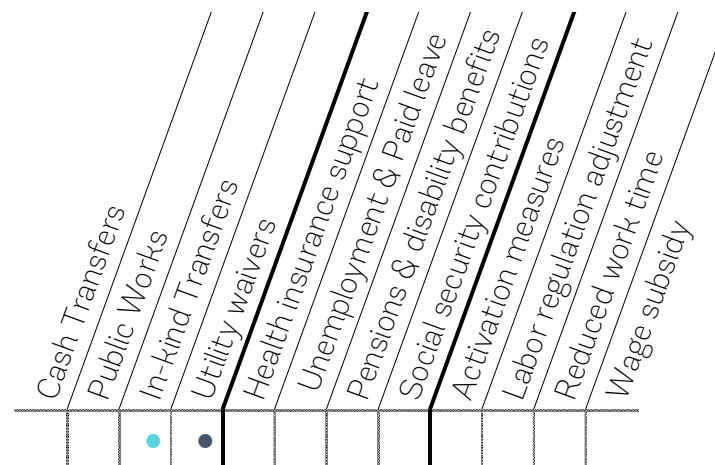 Cash Transfers
Public Works
In-kind Transfers
Utility waivers
Health insurance support
Unemployment & Paid leave
Pensions & disability benefits
Social security contributions
Activation measures
Labor regulation adjustment
Reduced work time
Wage subsidy